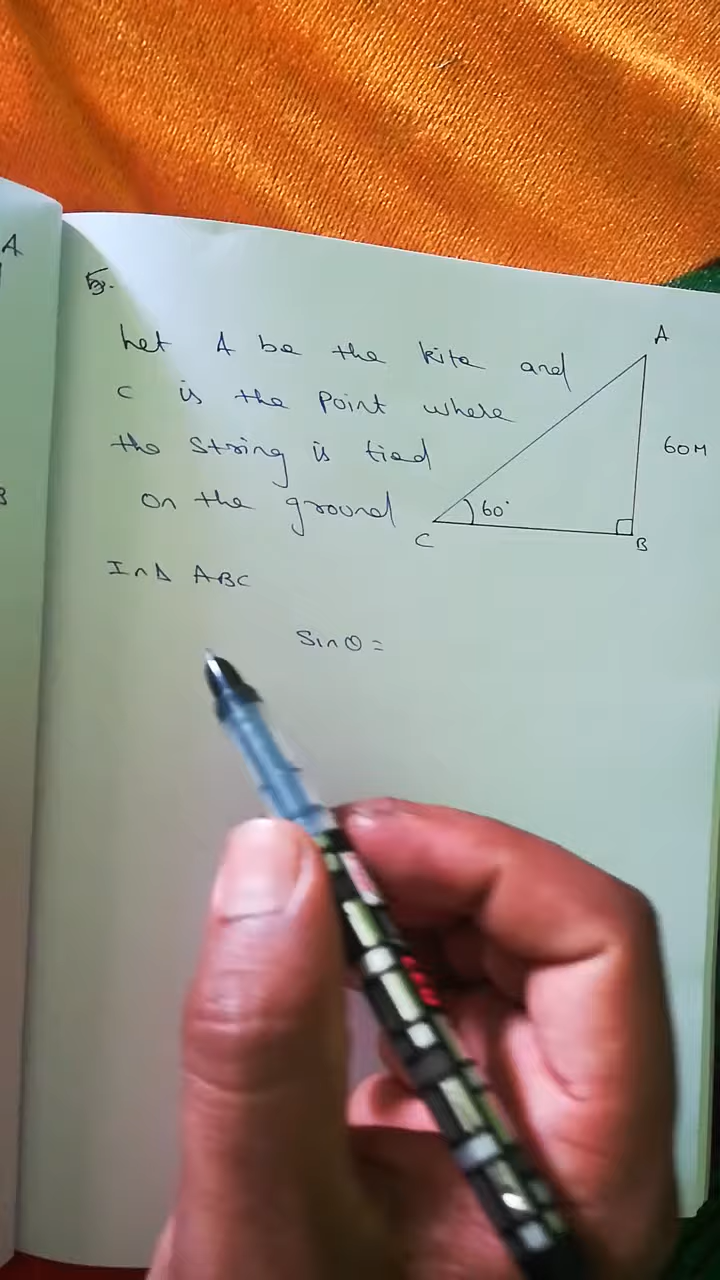 A
5.
Let A be the kite and
C is the Point where
the string is tied
on the ground
A
60M
60°
C
B
In Δ ABC
Sinθ =